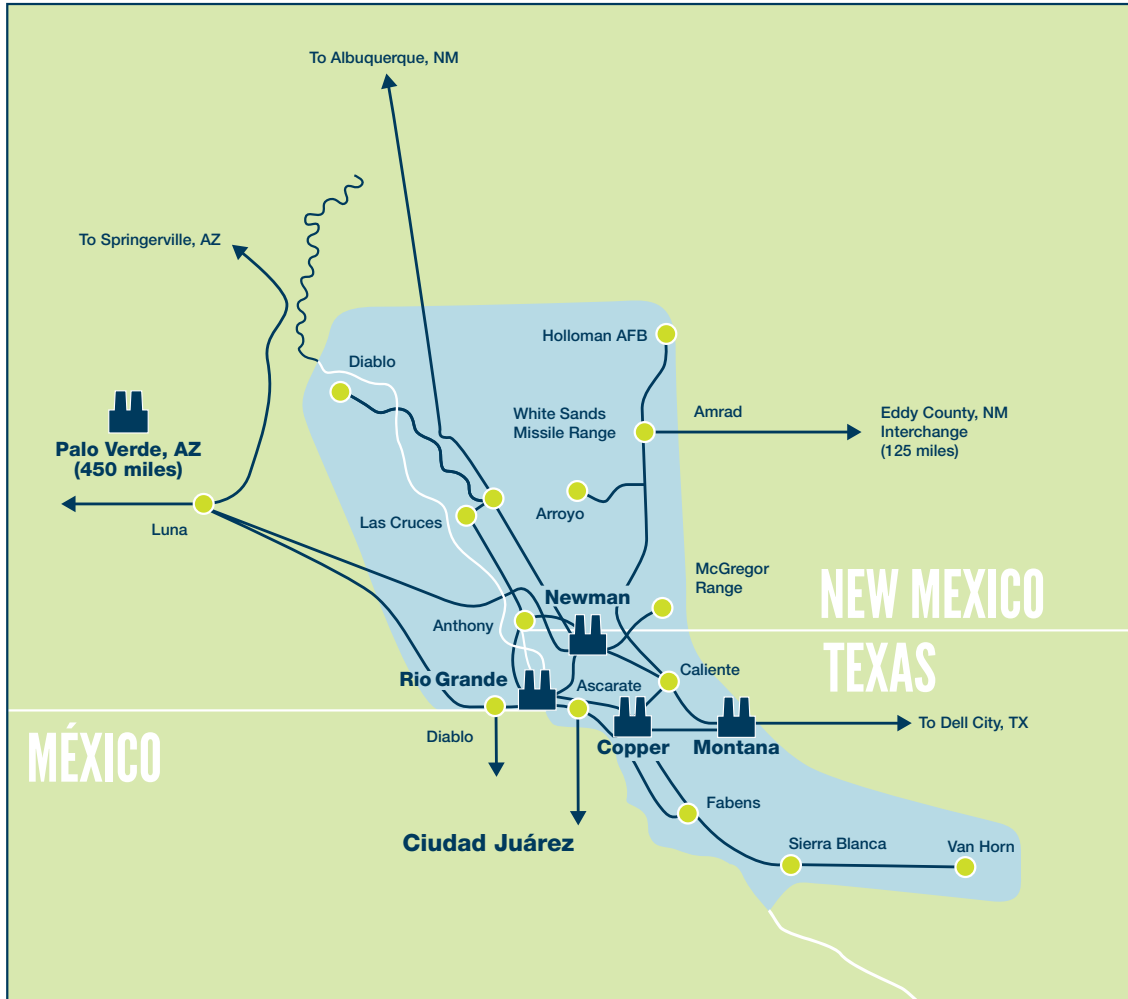 To Albuquerque, NM
To Springerville, AZ
Holloman AFB
Diablo
White Sands
Missile Range
Amrad
Eddy County, NM
Interchange
(125 miles)
Palo Verde, AZ
(450 miles)
Luna
Las Cruces
Arroyo
McGregor
Range
NEW MEXICO
Newman
Anthony
TEXAS
Rio Grande
Ascarate
Caliente
Diablo
To Dell City, TX
MÉXICO
Copper
Montana
Fabens
Ciudad Juárez
Sierra Blanca
Van Horn